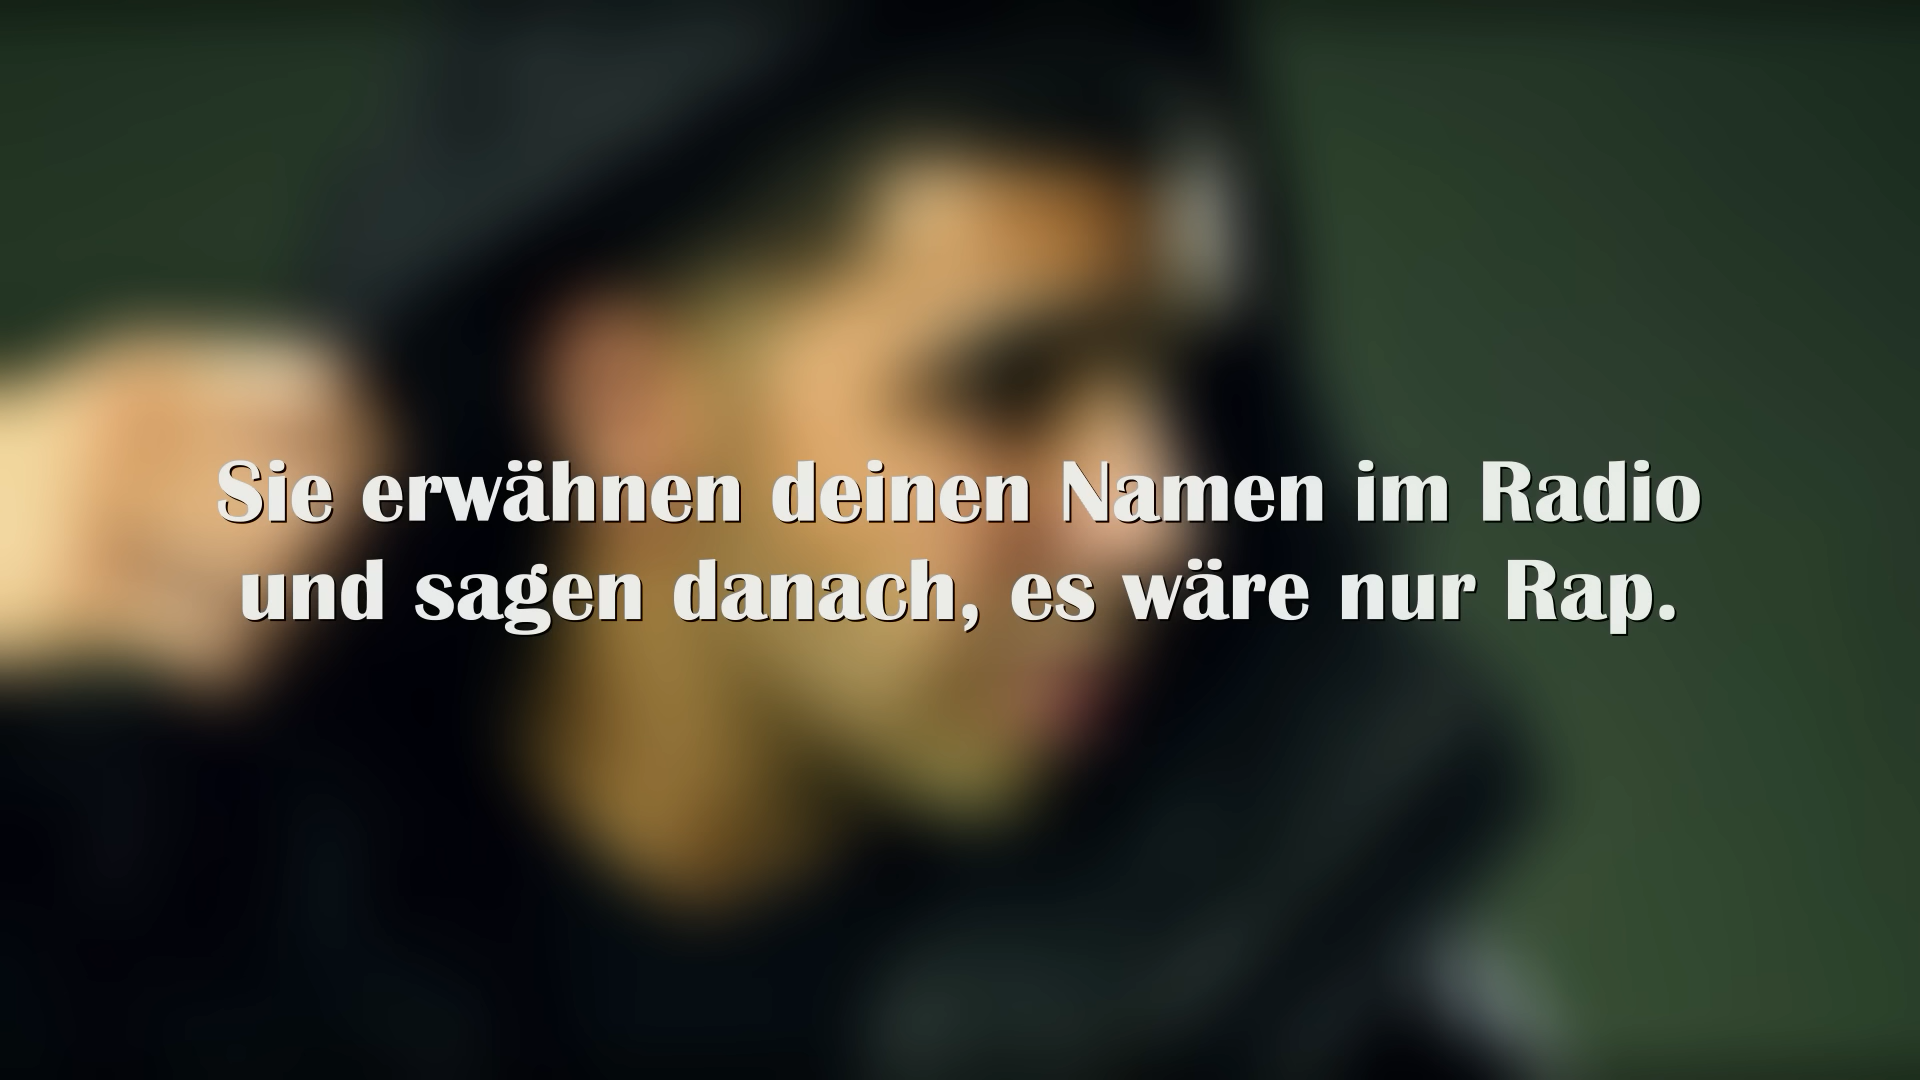 Sie erwähnen deinen Namen im Radio
und sagen danach, es wäre nur Rap.